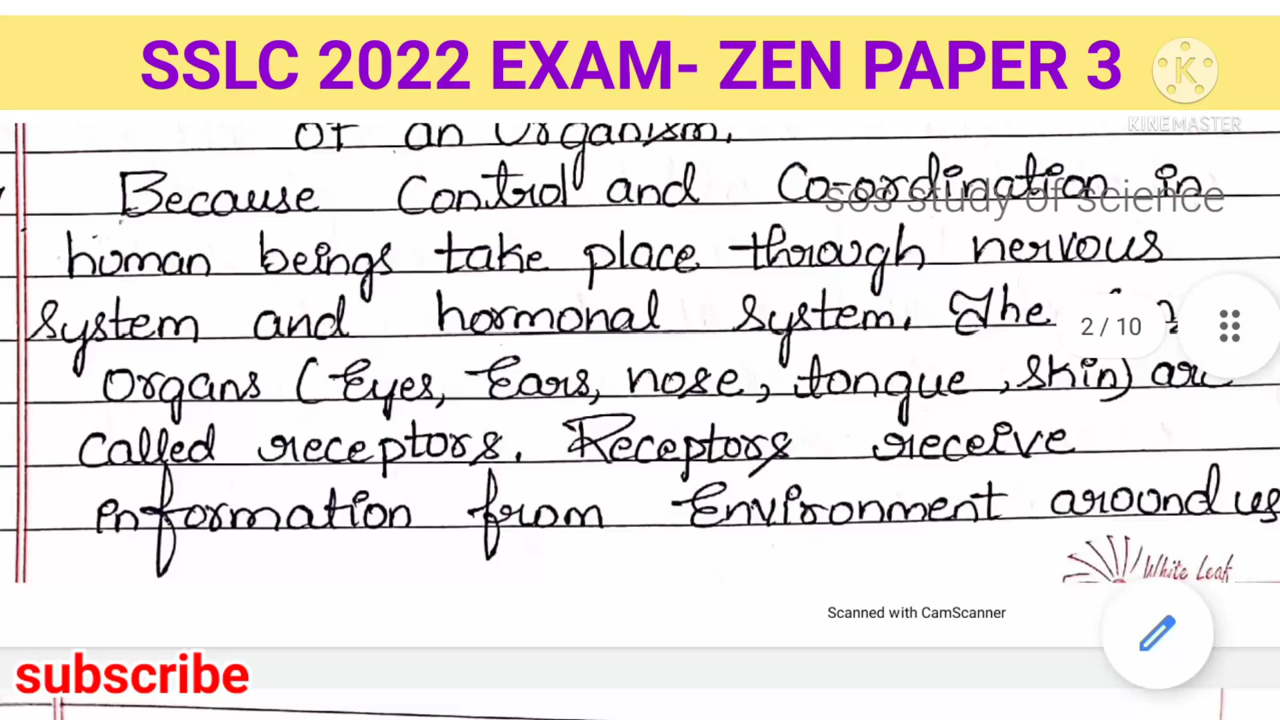 SSLC 2022 EXAM- ZEN PAPER 3
K
KINEMASTER
of an organism.
Because Control and Co-ordination in
sos study of science
human beings take place through nervous
system and hormonal system. The
2 / 10
Organs (Eyes, Ears, nose, tongue, skin) are
called receptors. Receptors receive
information from Environment around us
White Leaf
Scanned with CamScanner
subscribe